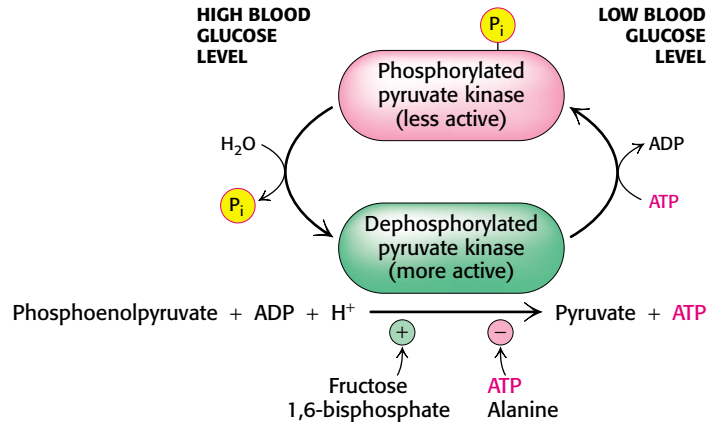 HIGH BLOOD
GLUCOSE
LEVEL
LOW BLOOD
GLUCOSE
LEVEL
Pi
Phosphorylated
pyruvate kinase
(less active)
H₂O
Pi
ADP
ATP
Dephosphorylated
pyruvate kinase
(more active)
Phosphoenolpyruvate + ADP + H⁺ Pyruvate + ATP
+ −
Fructose
1,6-bisphosphate
ATP
Alanine